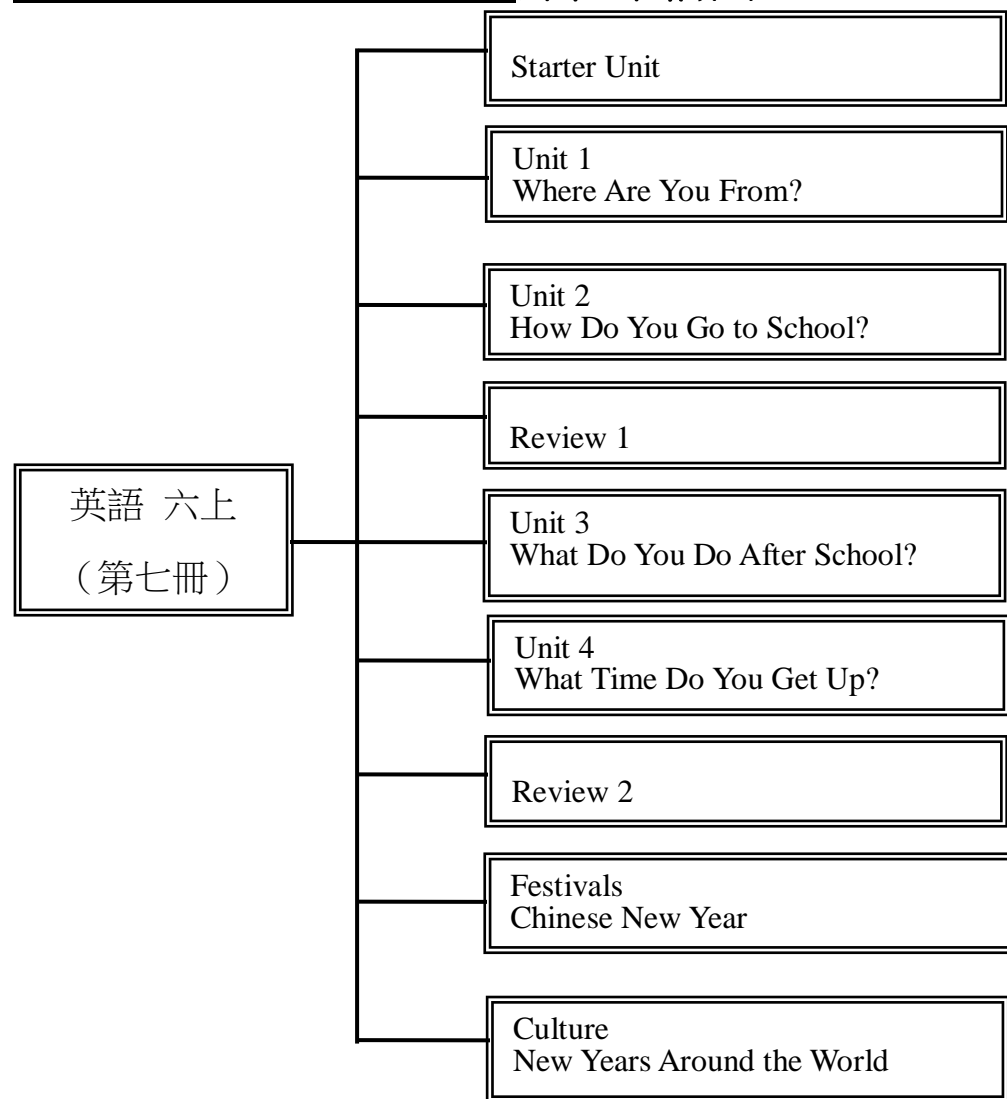 Starter Unit
Unit 1
Where Are You From?
Unit 2
How Do You Go to School?
Review 1
英語 六上
（第七冊）
Unit 3
What Do You Do After School?
Unit 4
What Time Do You Get Up?
Review 2
Festivals
Chinese New Year
Culture
New Years Around the World